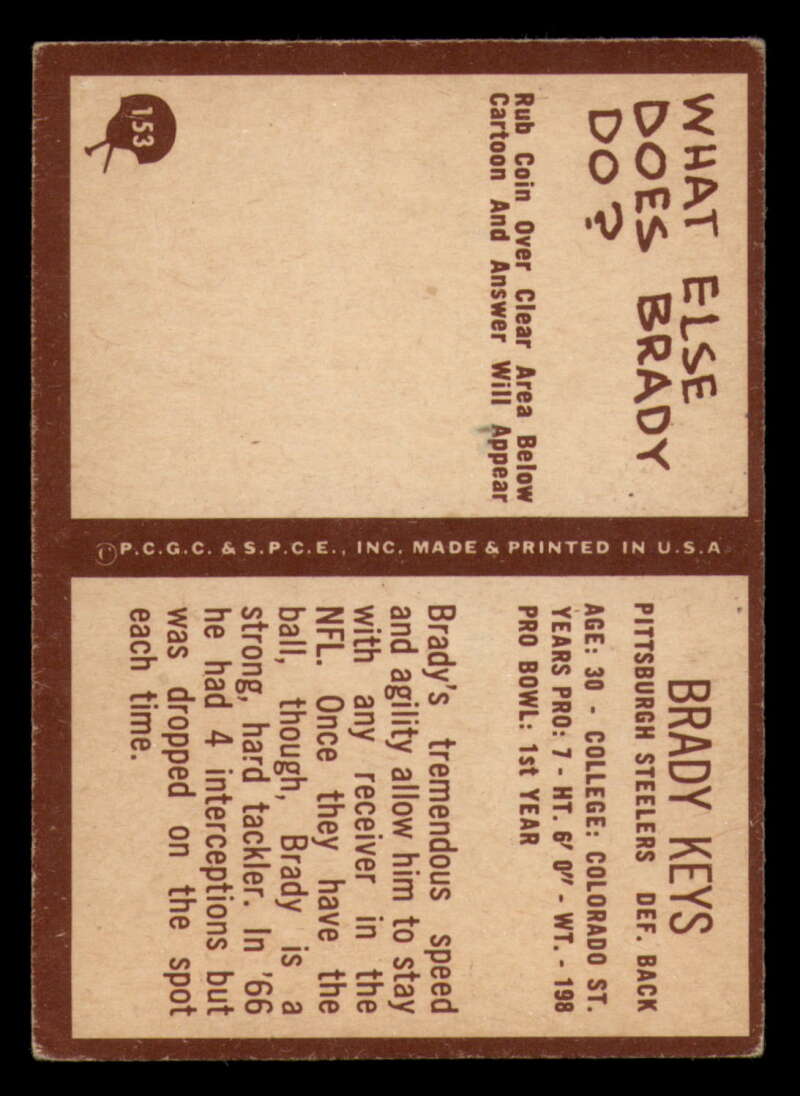 WHAT ELSE
DOES BRADY
DO?
Rub Coin Over Clear Area Below
Cartoon And Answer Will Appear
153
©P.C.G.C. & S.P.C.E., INC. MADE & PRINTED IN U.S.A.
BRADY KEYS
PITTSBURGH STEELERS DEF. BACK
AGE: 30 - COLLEGE: COLORADO ST.
YEARS PRO: 7 - HT. 6' 0" - WT. - 198
PRO BOWL: 1st YEAR
Brady's tremendous speed
and agility allow him to stay
with any receiver in the
NFL. Once they have the
ball, though, Brady is a
strong, hard tackler. In '66
he had 4 interceptions but
was dropped on the spot
each time.